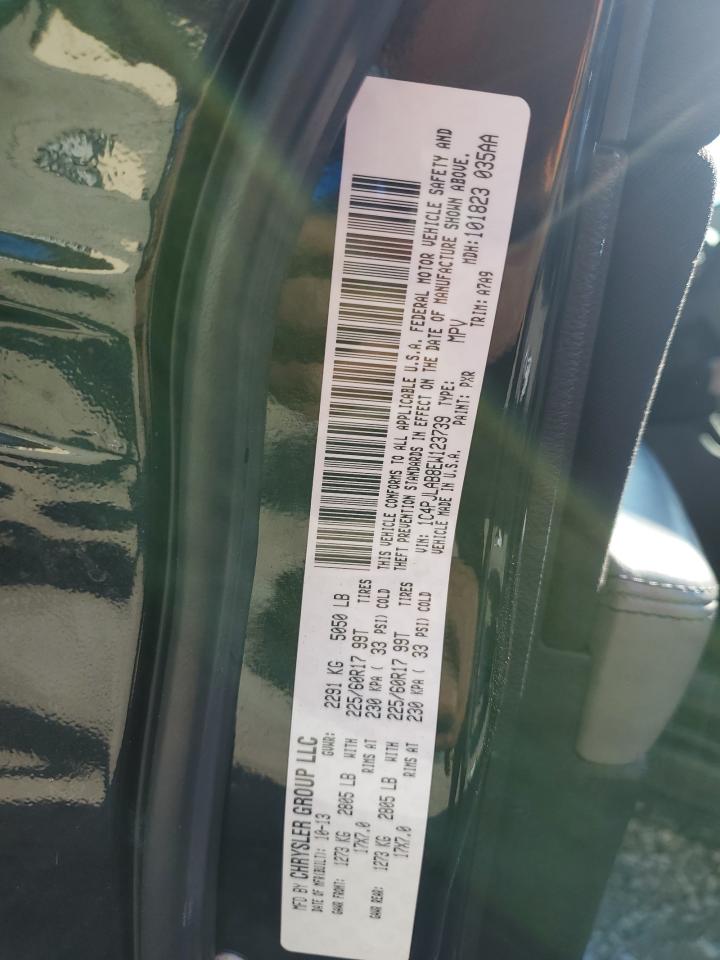 MFD BY CHRYSLER GROUP LLC
DATE OF MFR(BUILT): 10-13 GVWR: 2291 KG 5050 LB
GAWR FRONT: 1273 KG 2805 LB WITH 225/60R17 99T TIRES
17X7.0 RIMS AT 230 KPA ( 33 PSI) COLD
GAWR REAR: 1273 KG 2805 LB WITH 225/60R17 99T TIRES
17X7.0 RIMS AT 230 KPA ( 33 PSI) COLD
THIS VEHICLE CONFORMS TO ALL APPLICABLE U.S.A. FEDERAL MOTOR VEHICLE SAFETY AND
THEFT PREVENTION STANDARDS IN EFFECT ON THE DATE OF MANUFACTURE SHOWN ABOVE.
VIN: 1C4PJLAB8EW123739 TYPE: MPV MDH: 101823 035AA
VEHICLE MADE IN U.S.A. PAINT: PXR TRIM: A7A9